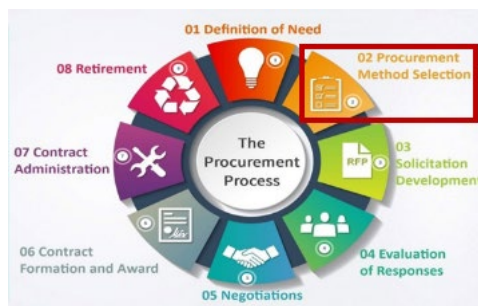 01 Definition of Need
02 Procurement
Method Selection
03
Solicitation
Development
RFP
04 Evaluation
of Responses
05 Negotiations
06 Contract
Formation and Award
07 Contract
Administration
08 Retirement
The
Procurement
Process